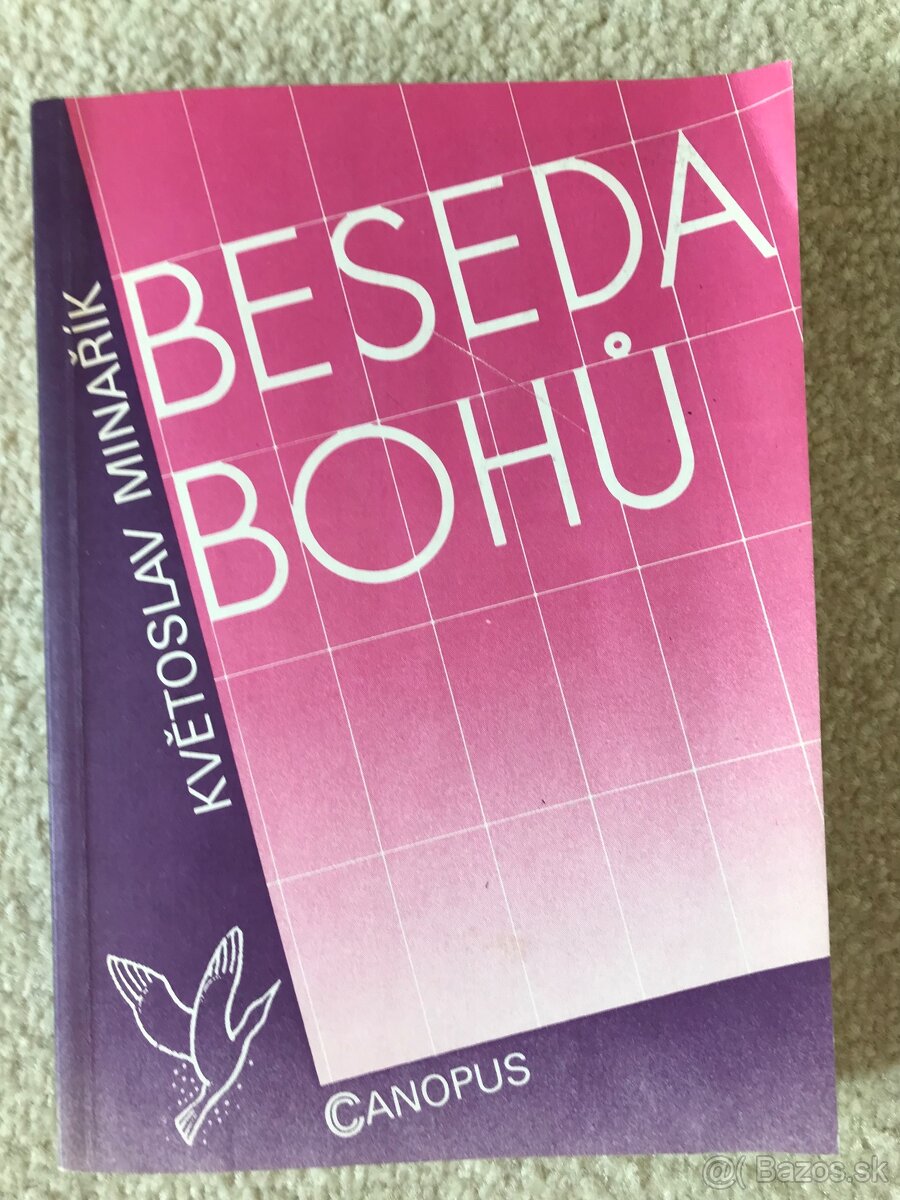 BESEDA
BOHŮ
KVĚTOSLAV MINAŘÍK
CANOPUS
@( Bazos.sk